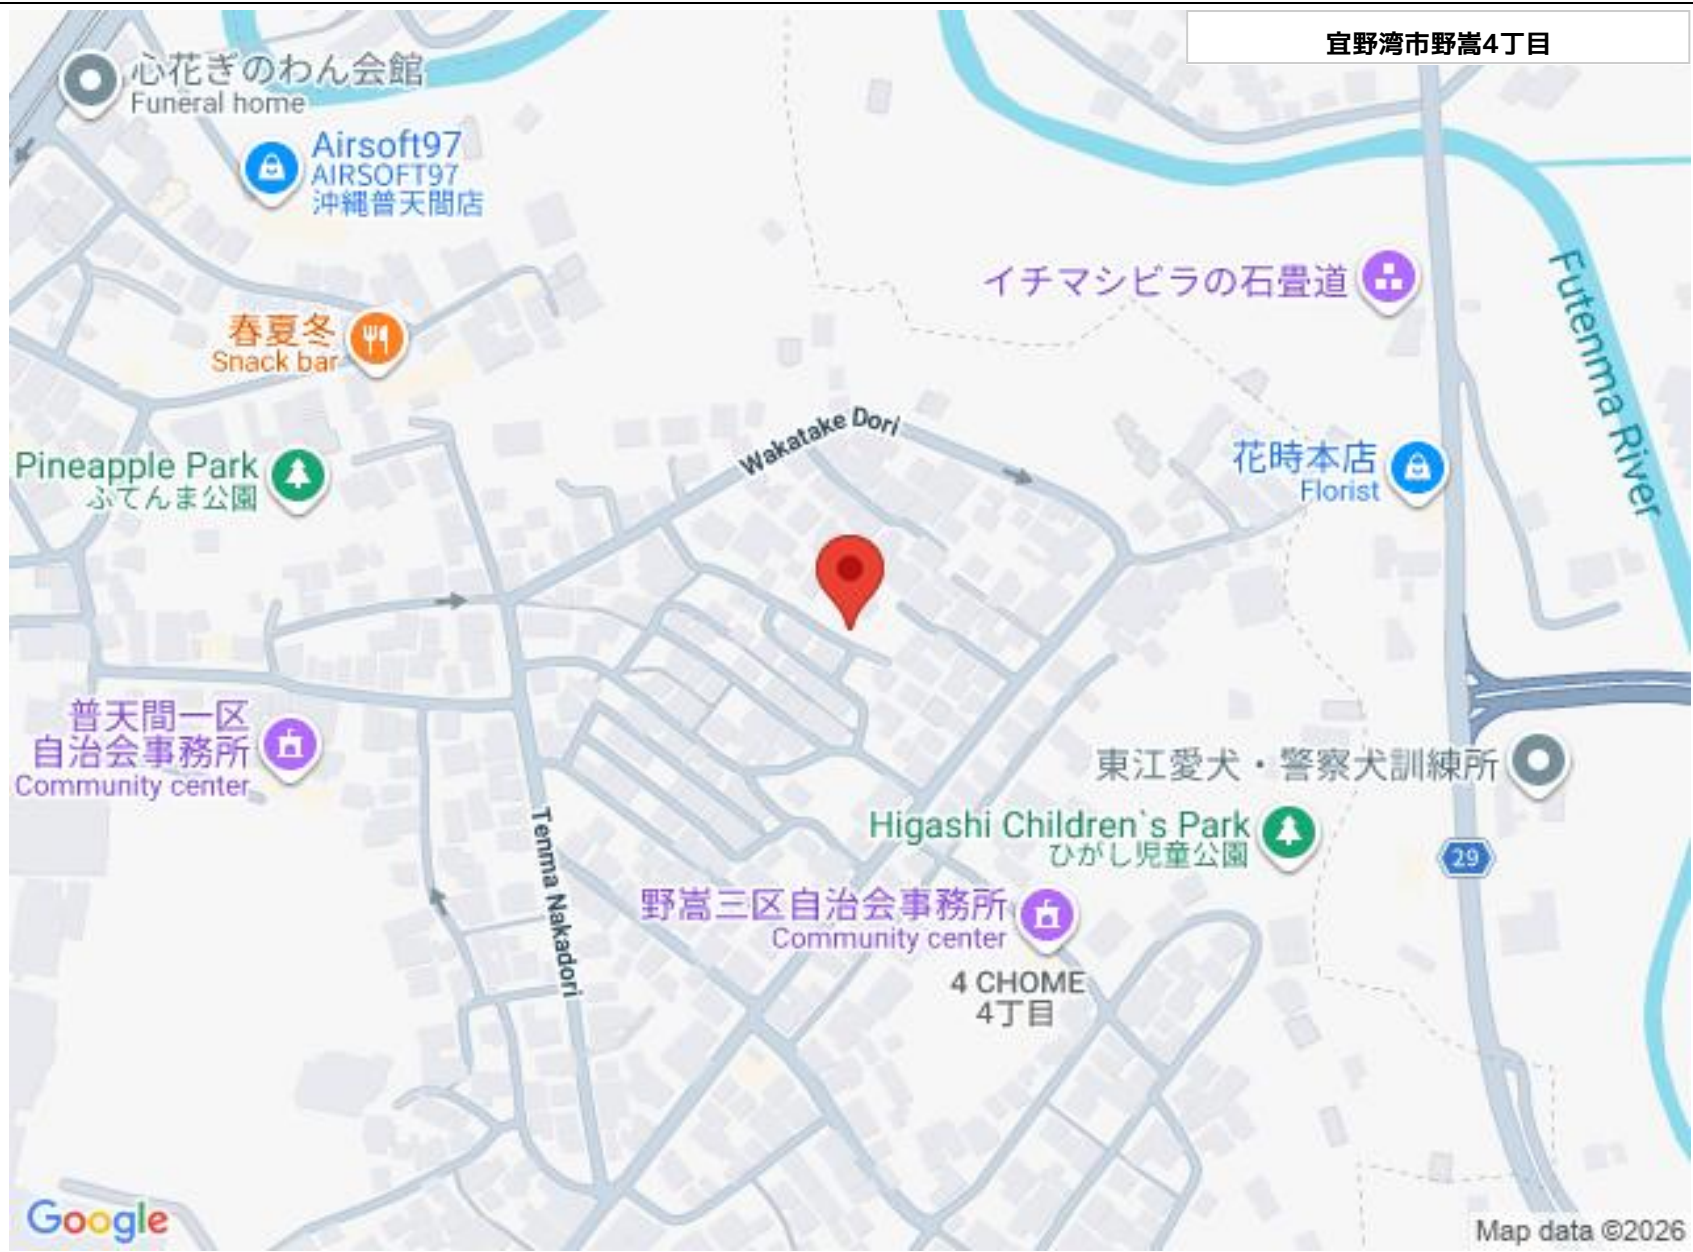 宜野湾市野嵩4丁目
心花ぎのわん会館
Funeral home
Airsoft97
AIRSOFT97
沖縄普天間店
イチマシビラの石畳道
Futenma River
春夏冬
Snack bar
Wakatake Dori
花時本店
Florist
Pineapple Park
ふてんま公園
普天間一区
自治会事務所
Community center
東江愛犬・警察犬訓練所
Higashi Children`s Park
ひがし児童公園
29
Tenma Nakadori
野嵩三区自治会事務所
Community center
4 CHOME
4丁目
Google
Map data ©2026